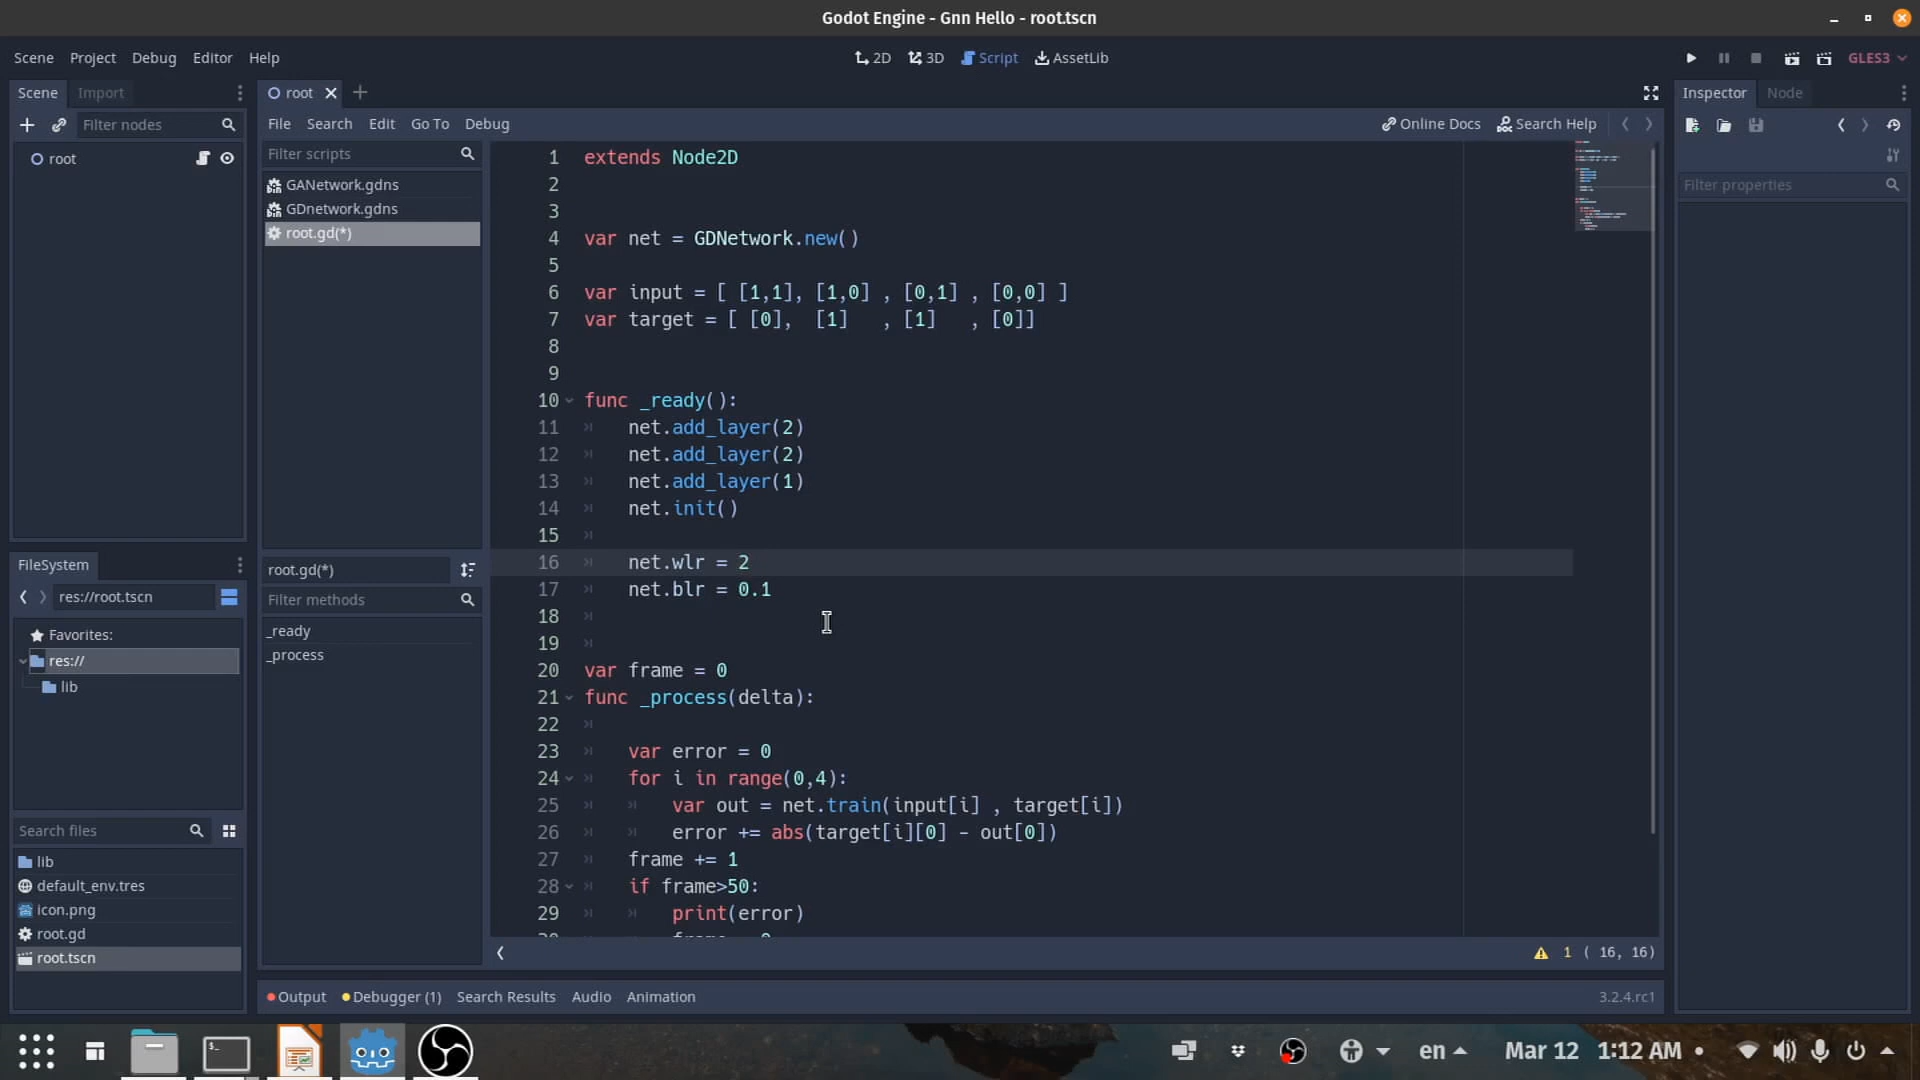 Godot Engine - Gnn Hello - root.tscn
Scene Project Debug Editor Help
2D 3D Script AssetLib
GLES3
Scene Import
Filter nodes
root
root
File Search Edit Go To Debug
Online Docs Search Help
Filter scripts
GANetwork.gdns
GDnetwork.gdns
root.gd(*)
root.gd(*)
Filter methods
_ready
_process
1 extends Node2D
2
3
4 var net = GDNetwork.new()
5
6 var input = [ [1,1], [1,0] , [0,1] , [0,0] ]
7 var target = [ [0],  [1]   , [1]   , [0]]
8
9
10 func _ready():
11 net.add_layer(2)
12 net.add_layer(2)
13 net.add_layer(1)
14 net.init()
15
16 net.wlr = 2
17 net.blr = 0.1
18
19
20 var frame = 0
21 func _process(delta):
22
23 var error = 0
24 for i in range(0,4):
25 var out = net.train(input[i] , target[i])
26 error += abs(target[i][0] - out[0])
27 frame += 1
28 if frame>50:
29 print(error)
1 ( 16, 16)
Output Debugger (1) Search Results Audio Animation
3.2.4.rc1
Inspector Node
Filter properties
FileSystem
res://root.tscn
Favorites:
res://
lib
Search files
lib
default_env.tres
icon.png
root.gd
root.tscn
en
Mar 12 1:12 AM